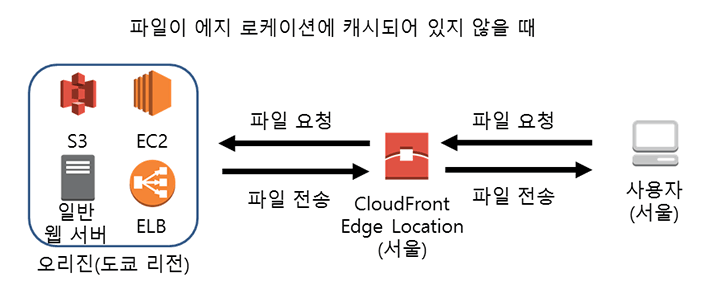 파일이 에지 로케이션에 캐시되어 있지 않을 때
S3
EC2
일반
웹 서버
ELB
오리진(도쿄 리전)
파일 요청
파일 전송
CloudFront
Edge Location
(서울)
파일 요청
파일 전송
사용자
(서울)